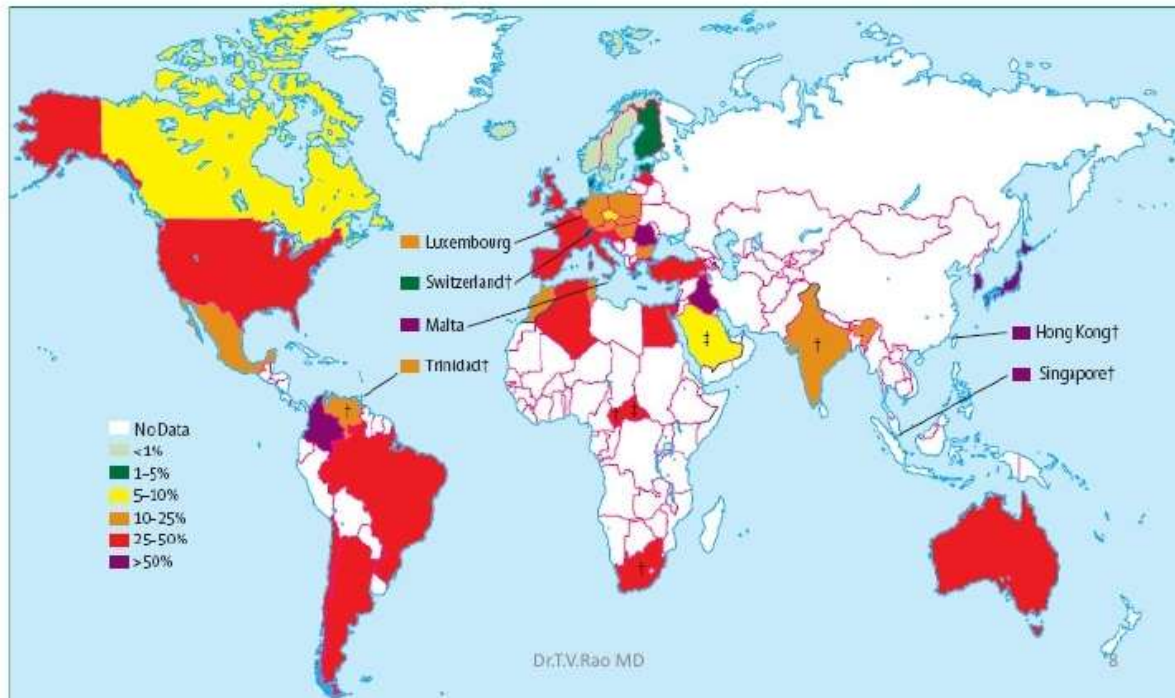 Luxembourg
Switzerland†
Malta
Trinidad†
Hong Kong†
Singapore†
†
‡
†
‡
†
No Data
<1%
1–5%
5–10%
10–25%
25–50%
>50%
Dr.T.V.Rao MD
8